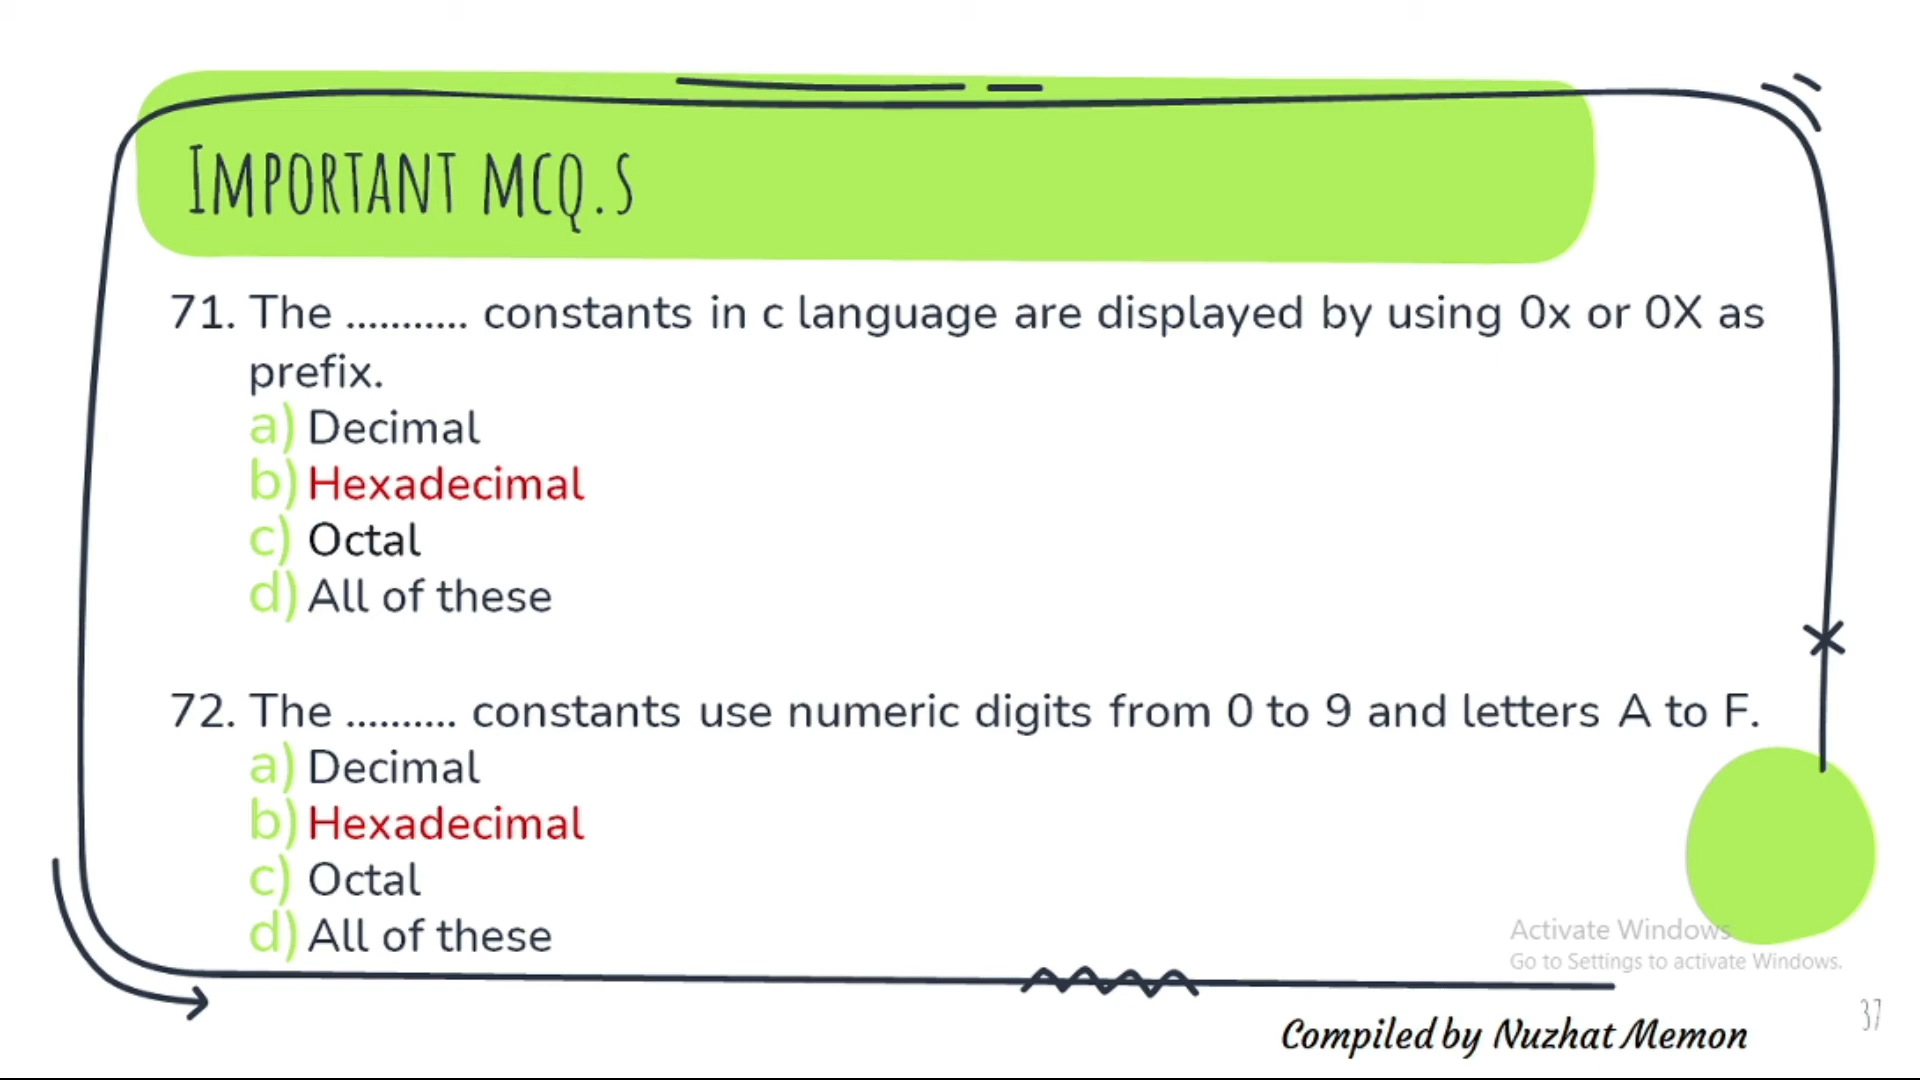 Important mcq.s
71. The ........... constants in c language are displayed by using 0x or 0X as
prefix.
a) Decimal
b) Hexadecimal
c) Octal
d) All of these
72. The .......... constants use numeric digits from 0 to 9 and letters A to F.
a) Decimal
b) Hexadecimal
c) Octal
d) All of these
Activate Windows
Go to Settings to activate Windows.
37
Compiled by Nuzhat Memon